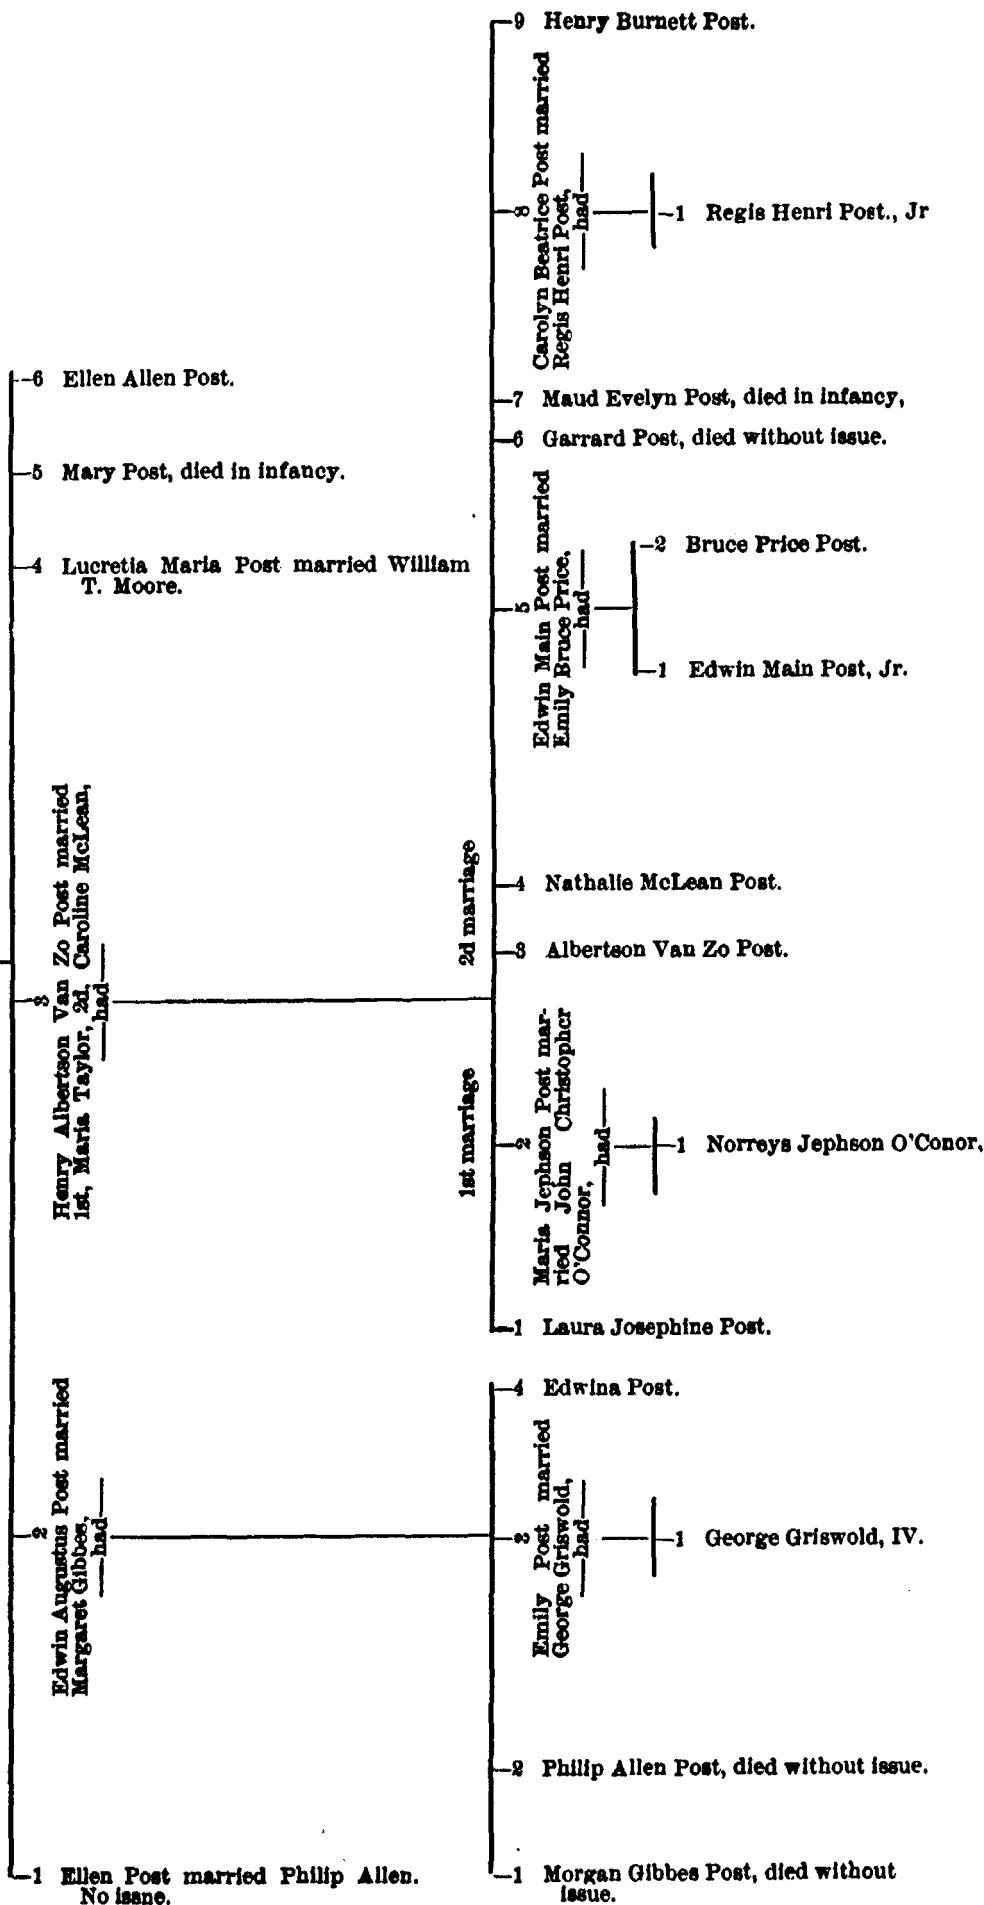 9 Henry Burnett Post.
8 Carolyn Beatrice Post married
Regis Henri Post,
had
1 Regis Henri Post., Jr
7 Maud Evelyn Post, died in infancy,
6 Garrard Post, died without issue.
5 Edwin Main Post married
Emily Bruce Price,
had
2 Bruce Price Post.
1 Edwin Main Post, Jr.
2d marriage
4 Nathalie McLean Post.
3 Albertson Van Zo Post.
1st marriage
2 Maria Jephson Post mar-
ried John Christopher
O'Connor,
had
1 Norreys Jephson O'Conor,
1 Laura Josephine Post.
6 Ellen Allen Post.
5 Mary Post, died in infancy.
4 Lucretia Maria Post married William
T. Moore.
3 Henry Albertson Van Zo Post married
1st, Maria Taylor, 2d, Caroline McLean,
had
4 Edwina Post.
3 Emily Post married
George Griswold,
had
1 George Griswold, IV.
2 Philip Allen Post, died without issue.
1 Morgan Gibbes Post, died without
issue.
2 Edwin Augustus Post married
Margaret Gibbes,
had
1 Ellen Post married Philip Allen.
No issue.